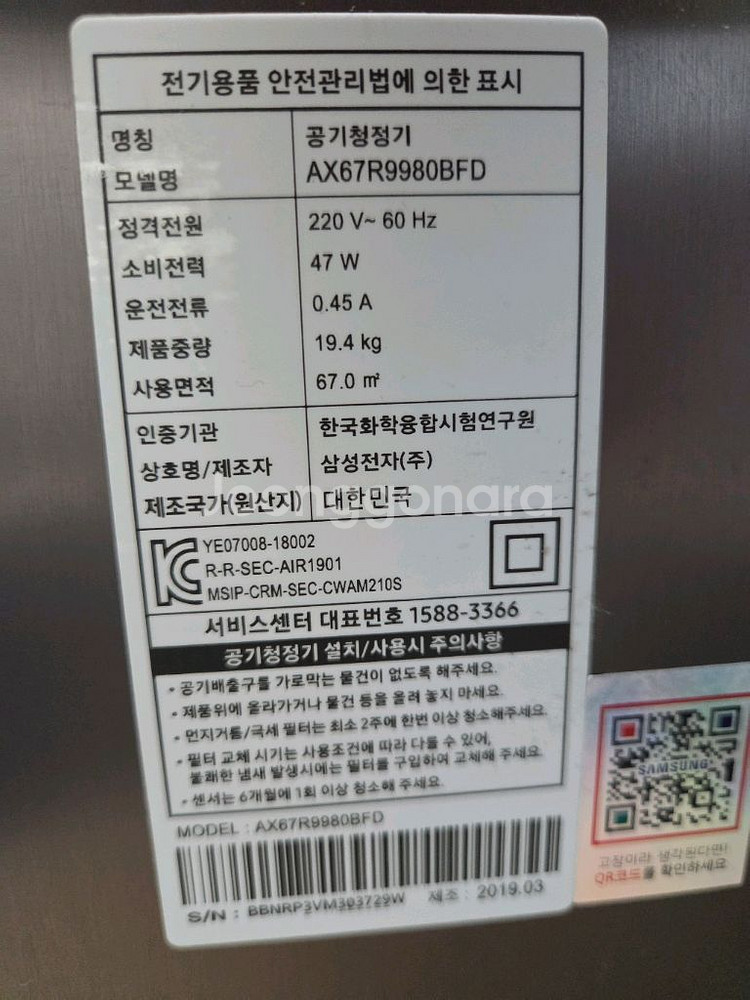 전기용품 안전관리법에 의한 표시
명칭 공기청정기
모넬명 AX67R9980BFD
정격전원 220 V~ 60 Hz
소비전력 47 W
운전전류 0.45 A
제품중량 19.4 kg
사용면적 67.0 ㎡
인증기관 한국화학융합시험연구원
상호명/제조자 삼성전자(주)
제조국가(원산지) 대한민국
joonggonara
YE07008-18002
R-R-SEC-AIR1901
MSIP-CRM-SEC-CWAM210S
서비스센터 대표번호 1588-3366
공기청정기 설치/사용시 주의사항
• 공기배출구를 가로막는 물건이 없도록 해주세요.
• 제품위에 올라가거나 물건 등을 올려 놓지 마세요.
• 먼지거름/극세 필터는 최소 2주에 한번 이상 청소해주세요.
• 필터 교체 시기는 사용조건에 따라 다를 수 있어,
불쾌한 냄새 발생시에는 필터를 구입하여 교체해 주세요.
• 센서는 6개월에 1회 이상 청소해 주세요.
MODEL : AX67R9980BFD
S/N : BBNRP3VM303729W 제조 : 2019.03
SAMSUNG
고장이라 생각된다면!
QR코드를 확인하세요